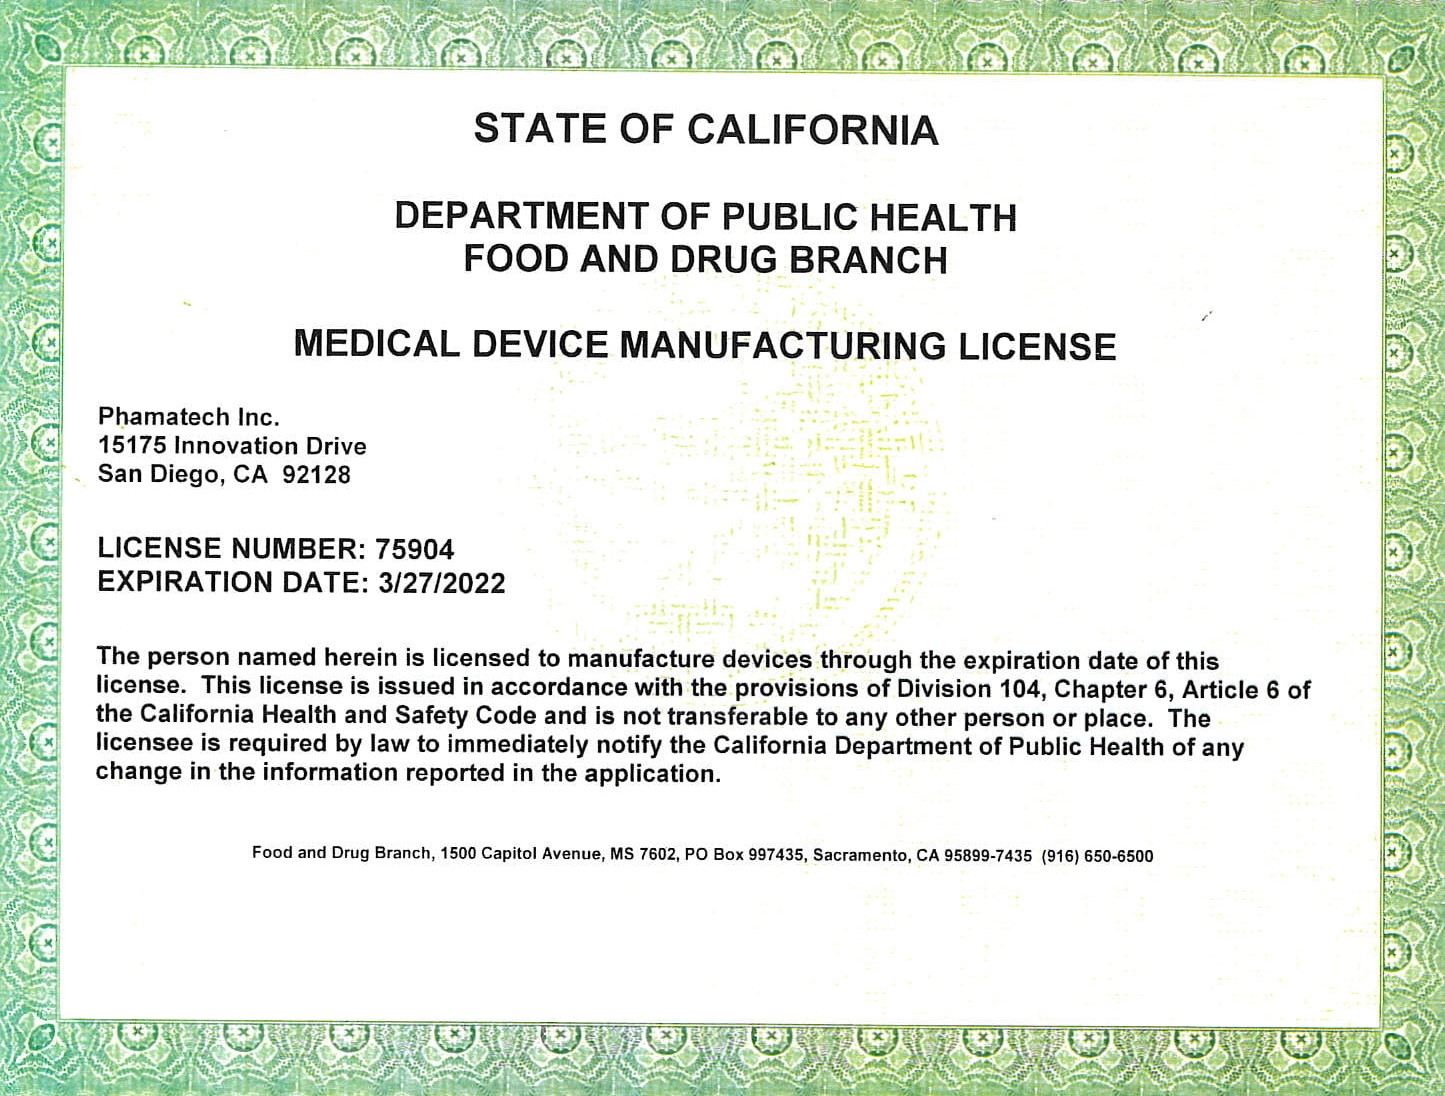 STATE OF CALIFORNIA
DEPARTMENT OF PUBLIC HEALTH
FOOD AND DRUG BRANCH
MEDICAL DEVICE MANUFACTURING LICENSE
Phamatech Inc.
15175 Innovation Drive
San Diego, CA 92128
LICENSE NUMBER: 75904
EXPIRATION DATE: 3/27/2022
The person named herein is licensed to manufacture devices through the expiration date of this
license. This license is issued in accordance with the provisions of Division 104, Chapter 6, Article 6 of
the California Health and Safety Code and is not transferable to any other person or place. The
licensee is required by law to immediately notify the California Department of Public Health of any
change in the information reported in the application.
Food and Drug Branch, 1500 Capitol Avenue, MS 7602, PO Box 997435, Sacramento, CA 95899-7435 (916) 650-6500